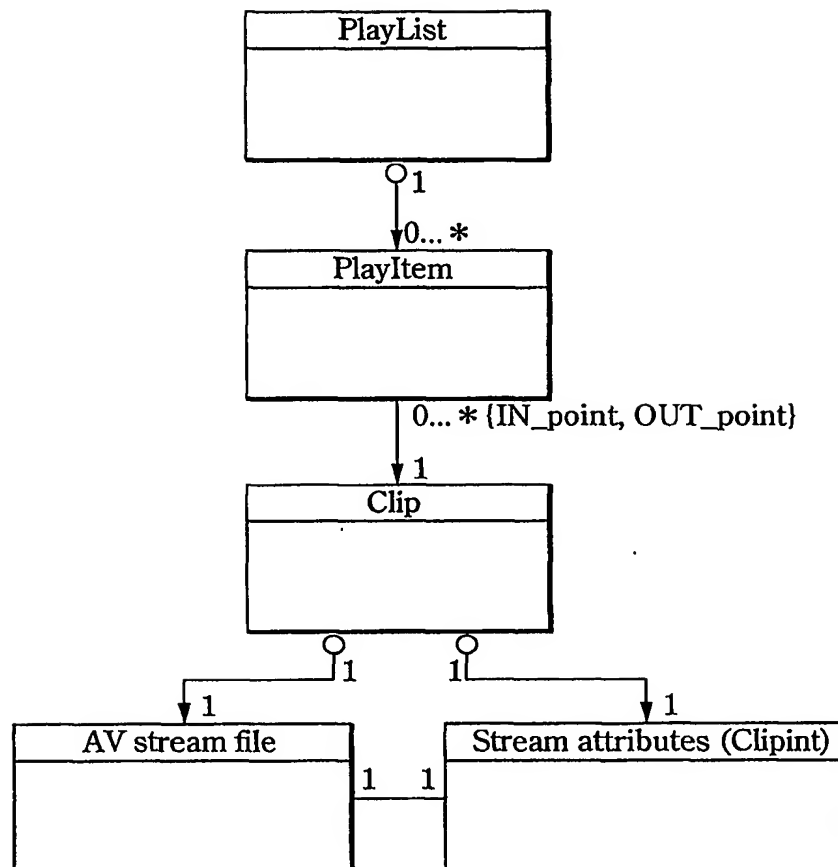 PlayList
1
0... *
PlayItem
0... * {IN_point, OUT_point}
1
Clip
1 1
1 1
AV stream file Stream attributes (Clipint)
1 1